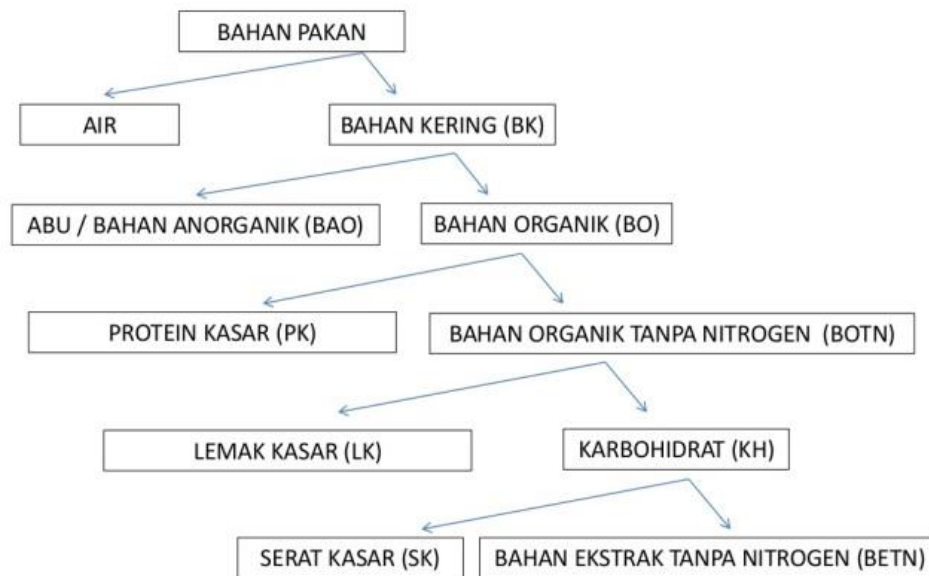 BAHAN PAKAN
AIR
BAHAN KERING (BK)
ABU / BAHAN ANORGANIK (BAO)
BAHAN ORGANIK (BO)
PROTEIN KASAR (PK)
BAHAN ORGANIK TANPA NITROGEN (BOTN)
LEMAK KASAR (LK)
KARBOHIDRAT (KH)
SERAT KASAR (SK)
BAHAN EKSTRAK TANPA NITROGEN (BETN)